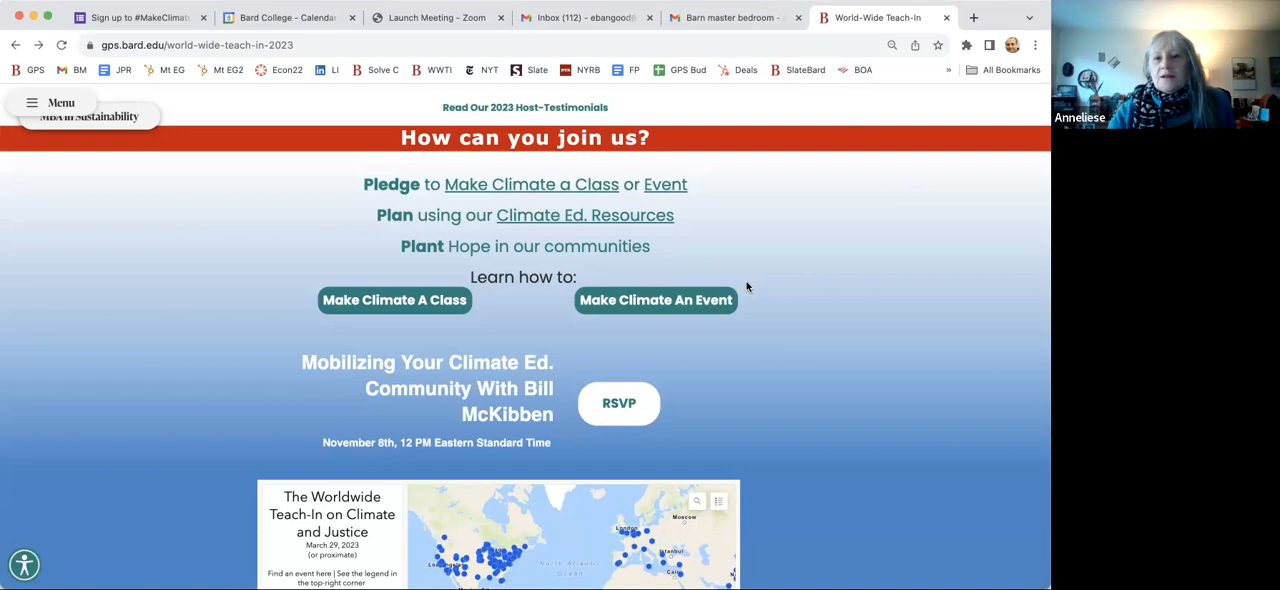 Sign up to #MakeClimat
Bard College - Calenda
Launch Meeting - Zoom
Inbox (112) - ebangood@
Barn master bedroom -
World-Wide Teach-In
gps.bard.edu/world-wide-teach-in-2023
GPS
BM
JPR
Mt EG
Mt EG2
Econ22
LI
Solve C
WWTI
NYT
Slate
NYRB
FP
GPS Bud
Deals
SlateBard
BOA
»
All Bookmarks
Menu
MBA in Sustainability
Read Our 2023 Host-Testimonials
How can you join us?
Pledge to Make Climate a Class or Event
Plan using our Climate Ed. Resources
Plant Hope in our communities
Learn how to:
Make Climate A Class
Make Climate An Event
Mobilizing Your Climate Ed.
Community With Bill
McKibben
RSVP
November 8th, 12 PM Eastern Standard Time
The Worldwide
Teach-In on Climate
and Justice
March 29, 2023
(or proximate)
Find an event here | See the legend in
the top-right corner
Moscow
London
Istanbul
Cairo
North Atlantic
Ocean
Anneliese